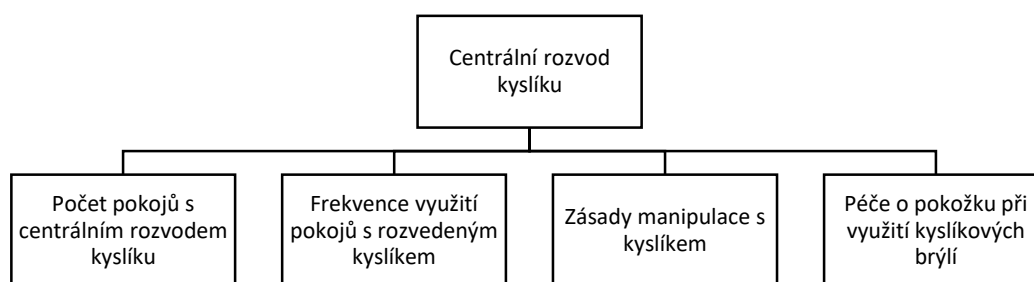 Centrální rozvod
kyslíku
Počet pokojů s
centrálním rozvodem
kyslíku
Frekvence využití
pokojů s rozvedeným
kyslíkem
Zásady manipulace s
kyslíkem
Péče o pokožku při
využití kyslíkových
brýlí